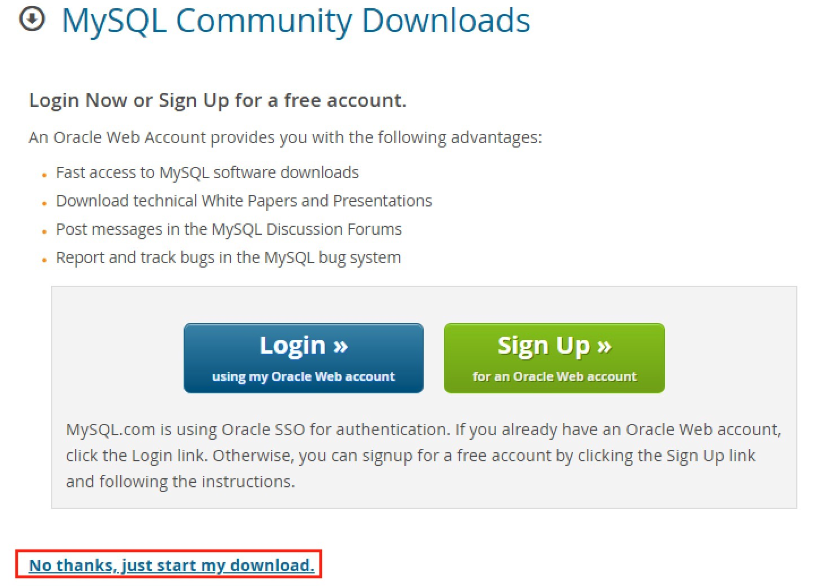 MySQL Community Downloads
Login Now or Sign Up for a free account.
An Oracle Web Account provides you with the following advantages:
Fast access to MySQL software downloads
Download technical White Papers and Presentations
Post messages in the MySQL Discussion Forums
Report and track bugs in the MySQL bug system
Login »
using my Oracle Web account
Sign Up »
for an Oracle Web account
MySQL.com is using Oracle SSO for authentication. If you already have an Oracle Web account,
click the Login link. Otherwise, you can signup for a free account by clicking the Sign Up link
and following the instructions.
No thanks, just start my download.